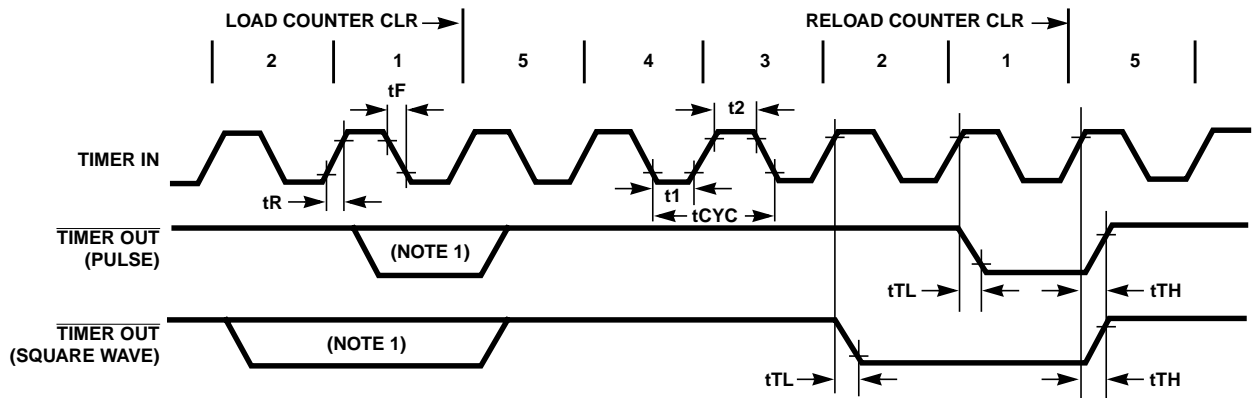 LOAD COUNTER CLR
RELOAD COUNTER CLR
2 1 5 4 3 2 1 5
tF
t2
TIMER IN
tR
t1
tCYC
TIMER OUT
(PULSE)
(NOTE 1)
tTL
tTH
TIMER OUT
(SQUARE WAVE)
(NOTE 1)
tTL
tTH